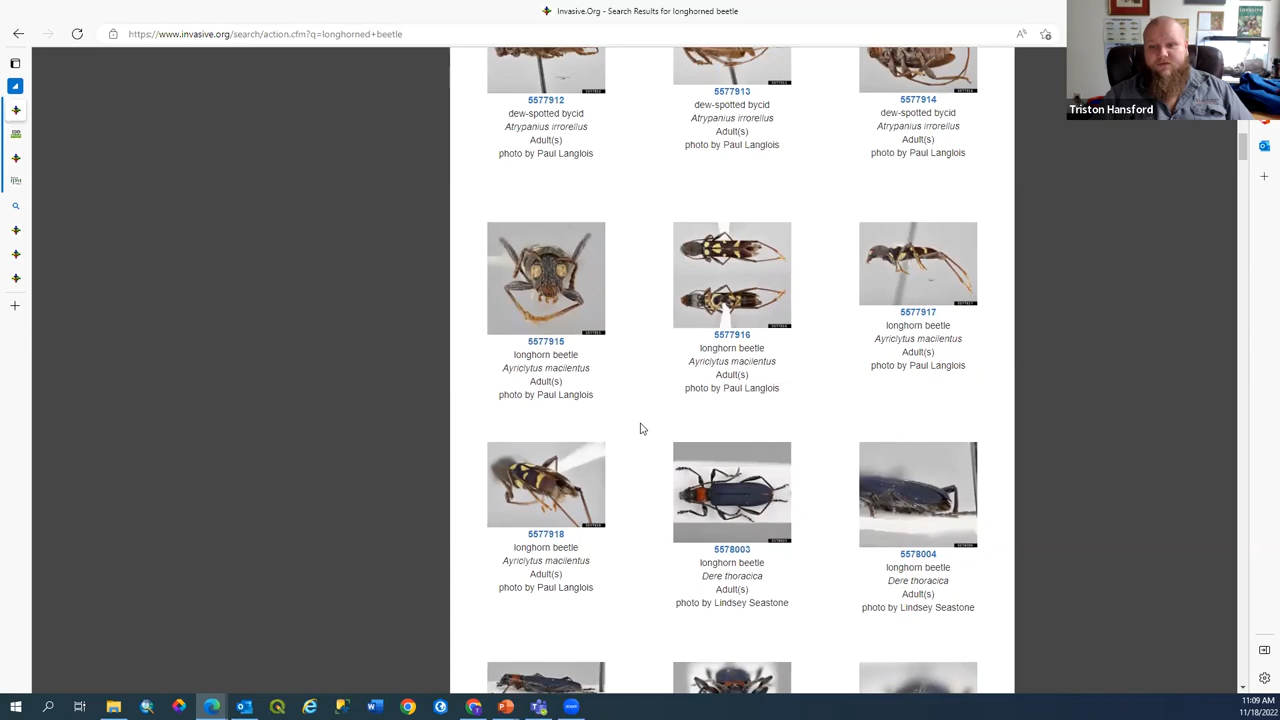 Invasive.Org - Search Results for longhorned beetle
https://www.invasive.org/search/action.cfm?q=longhorned+beetle
Triston Hansford
5577912
dew-spotted bycid
Atrypanius irrorellus
Adult(s)
photo by Paul Langlois
5577913
dew-spotted bycid
Atrypanius irrorellus
Adult(s)
photo by Paul Langlois
5577914
dew-spotted bycid
Atrypanius irrorellus
Adult(s)
photo by Paul Langlois
5577915
longhorn beetle
Ayriclytus macilentus
Adult(s)
photo by Paul Langlois
5577916
longhorn beetle
Ayriclytus macilentus
Adult(s)
photo by Paul Langlois
5577917
longhorn beetle
Ayriclytus macilentus
Adult(s)
photo by Paul Langlois
5577918
longhorn beetle
Ayriclytus macilentus
Adult(s)
photo by Paul Langlois
5578003
longhorn beetle
Dere thoracica
Adult(s)
photo by Lindsey Seastone
5578004
longhorn beetle
Dere thoracica
Adult(s)
photo by Lindsey Seastone
11:09 AM
11/18/2022